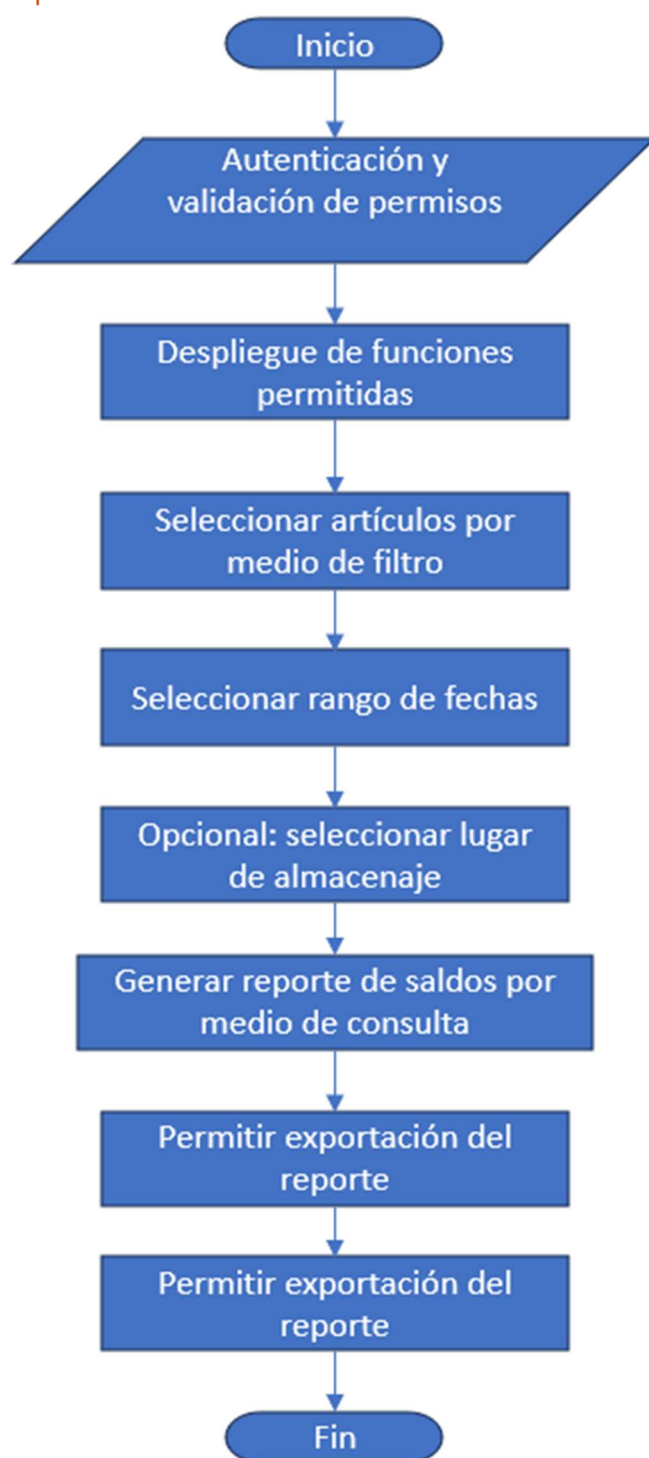 Inicio
Autenticación y
validación de permisos
Despliegue de funciones
permitidas
Seleccionar artículos por
medio de filtro
Seleccionar rango de fechas
Opcional: seleccionar lugar
de almacenaje
Generar reporte de saldos por
medio de consulta
Permitir exportación del
reporte
Permitir exportación del
reporte
Fin